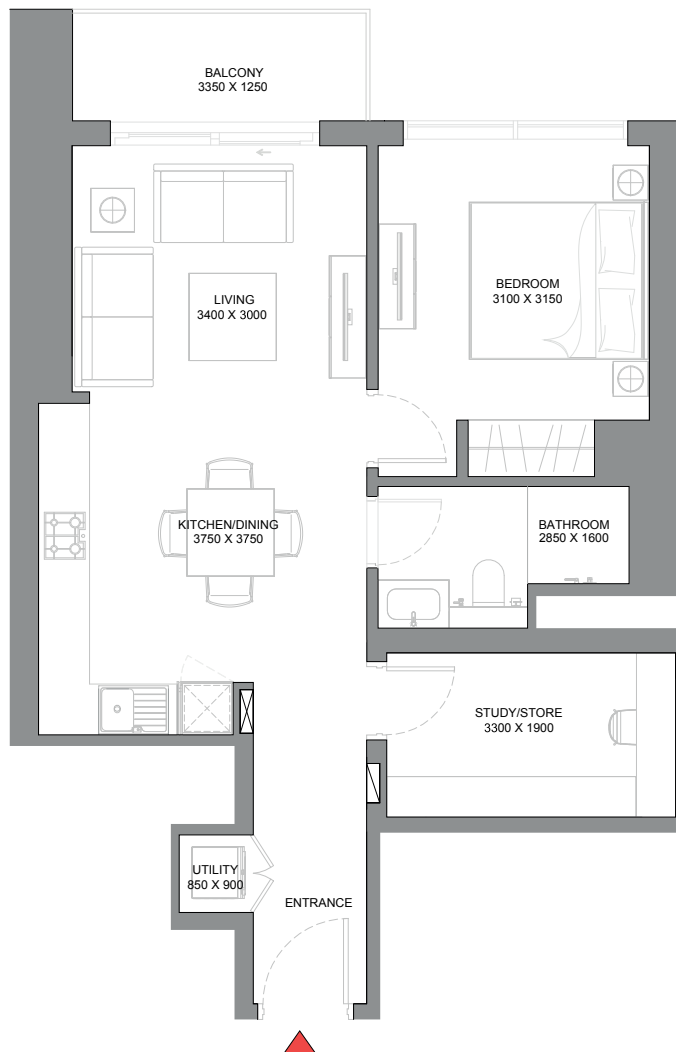 BALCONY
3350 X 1250
LIVING
3400 X 3000
BEDROOM
3100 X 3150
KITCHEN/DINING
3750 X 3750
BATHROOM
2850 X 1600
STUDY/STORE
3300 X 1900
UTILITY
850 X 900
ENTRANCE